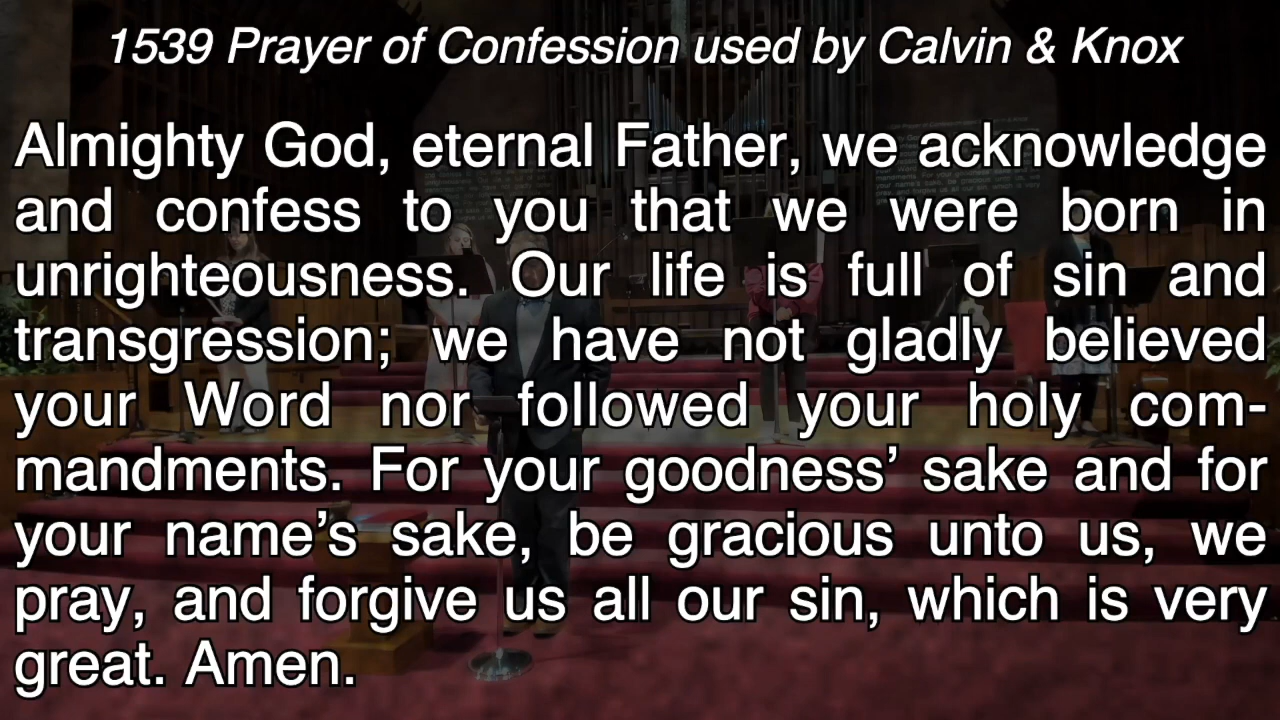 1539 Prayer of Confession used by Calvin & Knox
Almighty God, eternal Father, we acknowledge
and confess to you that we were born in
unrighteousness. Our life is full of sin and
transgression; we have not gladly believed
your Word nor followed your holy com-
mandments. For your goodness’ sake and for
your name’s sake, be gracious unto us, we
pray, and forgive us all our sin, which is very
great. Amen.